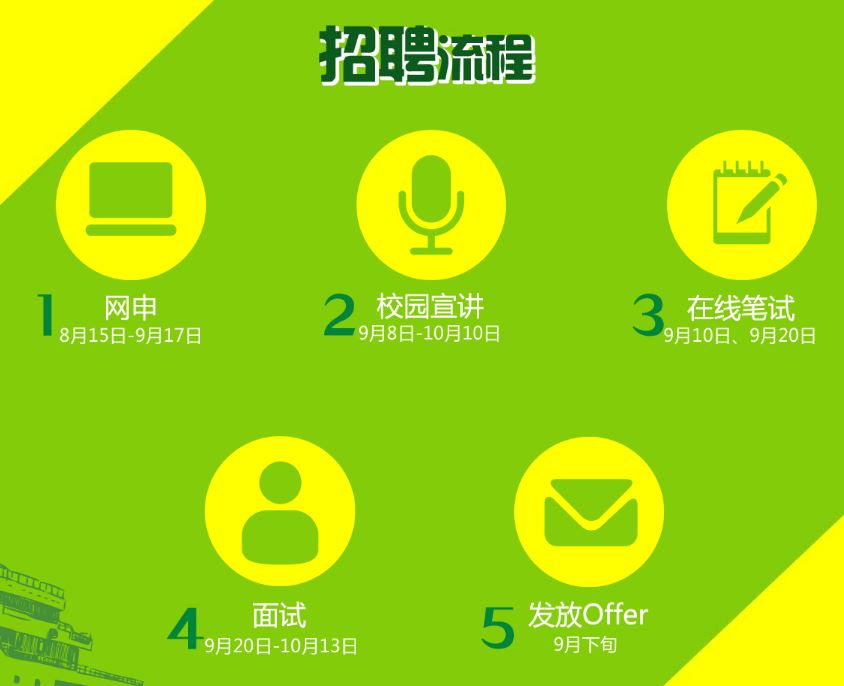 招聘流程
1 网申
8月15日-9月17日
2 校园宣讲
9月8日-10月10日
3 在线笔试
9月10日、9月20日
4 面试
9月20日-10月13日
5 发放Offer
9月下旬